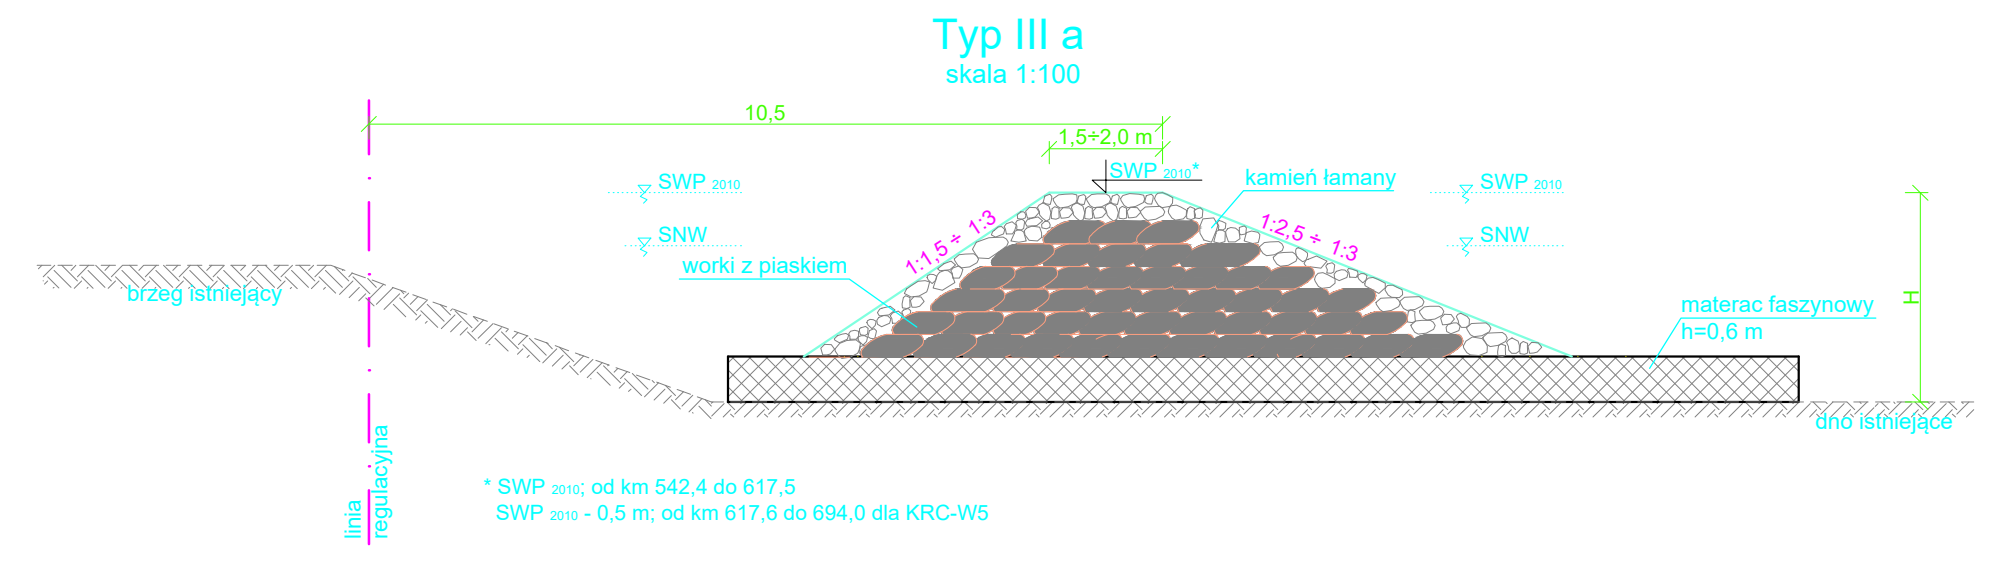 Typ III a
skala 1:100
10,5
1,5÷2,0 m
SWP 2010*
SWP 2010
kamień łamany
SWP 2010
SNW
1:1,5 ÷ 1:3
1:2,5 ÷ 1:3
SNW
worki z piaskiem
brzeg istniejący
materac faszynowy
h=0,6 m
H
dno istniejące
linia
regulacyjna
* SWP 2010; od km 542,4 do 617,5
SWP 2010 - 0,5 m; od km 617,6 do 694,0 dla KRC-W5